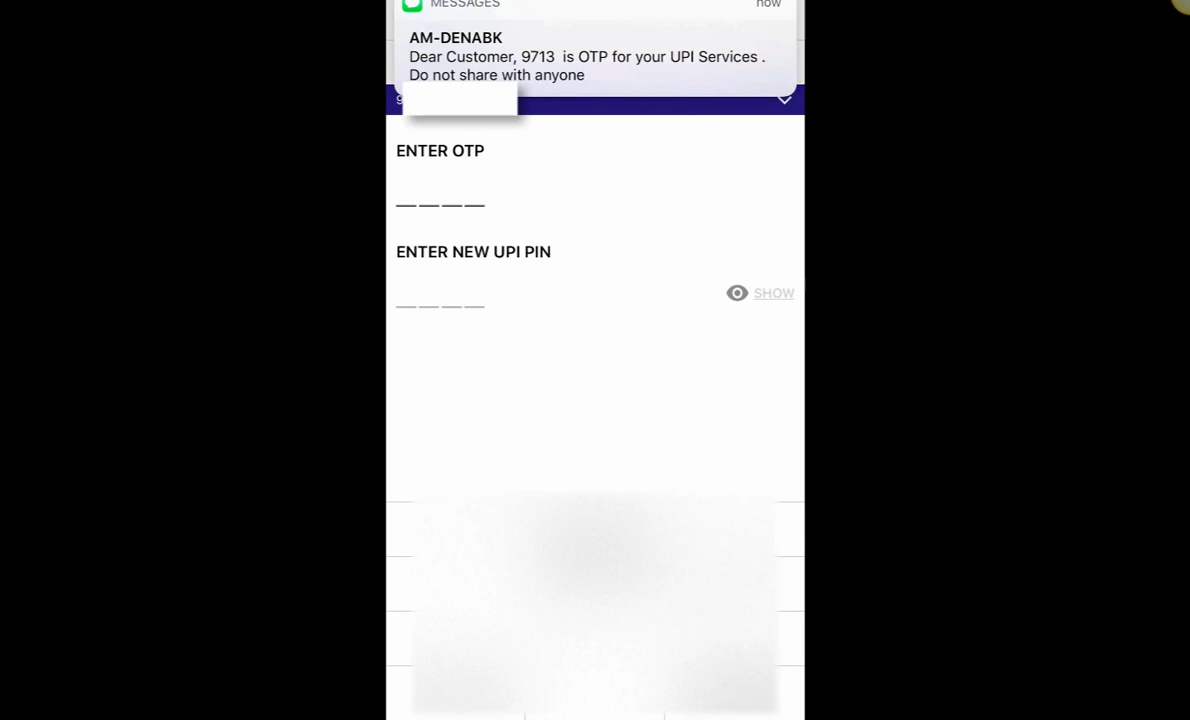 MESSAGES now
AM-DENABK
Dear Customer, 9713 is OTP for your UPI Services .
Do not share with anyone
9
ENTER OTP
ENTER NEW UPI PIN
SHOW